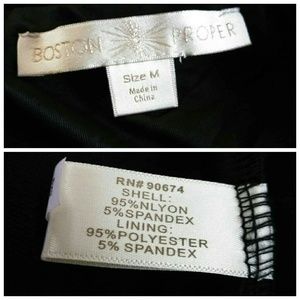 BOSTON PROPER
Size M
Made in
China
RN# 90674
SHELL:
95%NLYON
5%SPANDEX
LINING:
95%POLYESTER
5% SPANDEX